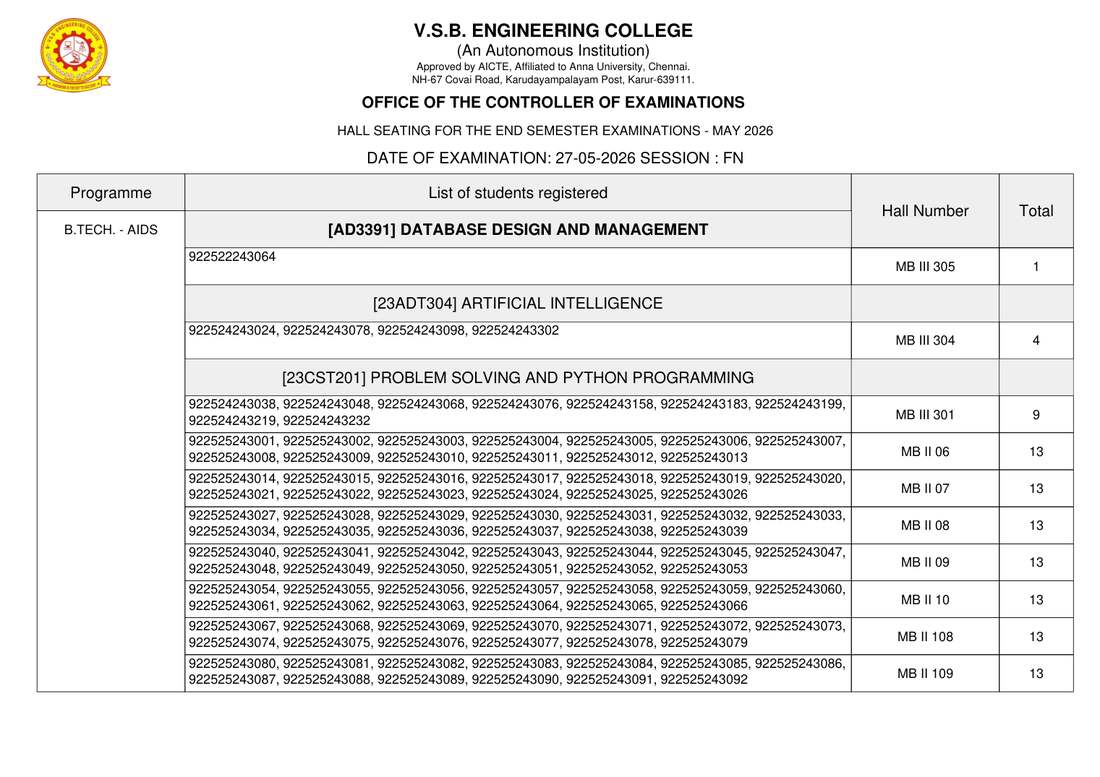 V.S.B. ENGINEERING COLLEGE
(An Autonomous Institution)
Approved by AICTE, Affiliated to Anna University, Chennai.
NH-67 Covai Road, Karudayampalayam Post, Karur-639111.
OFFICE OF THE CONTROLLER OF EXAMINATIONS
HALL SEATING FOR THE END SEMESTER EXAMINATIONS - MAY 2026
DATE OF EXAMINATION: 27-05-2026 SESSION : FN
Programme List of students registered Hall Number Total
B.TECH. - AIDS [AD3391] DATABASE DESIGN AND MANAGEMENT
922522243064 MB III 305 1
[23ADT304] ARTIFICIAL INTELLIGENCE
922524243024, 922524243078, 922524243098, 922524243302 MB III 304 4
[23CST201] PROBLEM SOLVING AND PYTHON PROGRAMMING
922524243038, 922524243048, 922524243068, 922524243076, 922524243158, 922524243183, 922524243199,
922524243219, 922524243232 MB III 301 9
922525243001, 922525243002, 922525243003, 922525243004, 922525243005, 922525243006, 922525243007,
922525243008, 922525243009, 922525243010, 922525243011, 922525243012, 922525243013 MB II 06 13
922525243014, 922525243015, 922525243016, 922525243017, 922525243018, 922525243019, 922525243020,
922525243021, 922525243022, 922525243023, 922525243024, 922525243025, 922525243026 MB II 07 13
922525243027, 922525243028, 922525243029, 922525243030, 922525243031, 922525243032, 922525243033,
922525243034, 922525243035, 922525243036, 922525243037, 922525243038, 922525243039 MB II 08 13
922525243040, 922525243041, 922525243042, 922525243043, 922525243044, 922525243045, 922525243047,
922525243048, 922525243049, 922525243050, 922525243051, 922525243052, 922525243053 MB II 09 13
922525243054, 922525243055, 922525243056, 922525243057, 922525243058, 922525243059, 922525243060,
922525243061, 922525243062, 922525243063, 922525243064, 922525243065, 922525243066 MB II 10 13
922525243067, 922525243068, 922525243069, 922525243070, 922525243071, 922525243072, 922525243073,
922525243074, 922525243075, 922525243076, 922525243077, 922525243078, 922525243079 MB II 108 13
922525243080, 922525243081, 922525243082, 922525243083, 922525243084, 922525243085, 922525243086,
922525243087, 922525243088, 922525243089, 922525243090, 922525243091, 922525243092 MB II 109 13